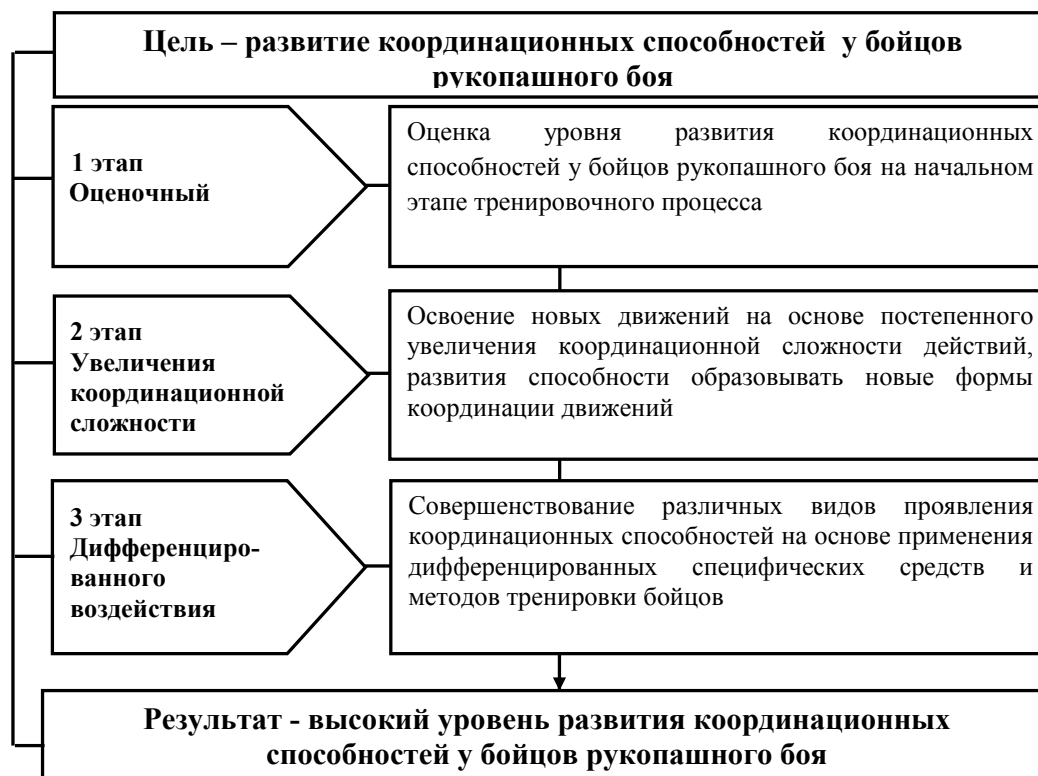 Цель – развитие координационных способностей у бойцов
рукопашного боя
1 этап
Оценочный
Оценка уровня развития координационных
способностей у бойцов рукопашного боя на начальном
этапе тренировочного процесса
2 этап
Увеличения
координационной
сложности
Освоение новых движений на основе постепенного
увеличения координационной сложности действий,
развития способности образовывать новые формы
координации движений
3 этап
Дифференциро-
ванного
воздействия
Совершенствование различных видов проявления
координационных способностей на основе применения
дифференцированных специфических средств и
методов тренировки бойцов
Результат - высокий уровень развития координационных
способностей у бойцов рукопашного боя